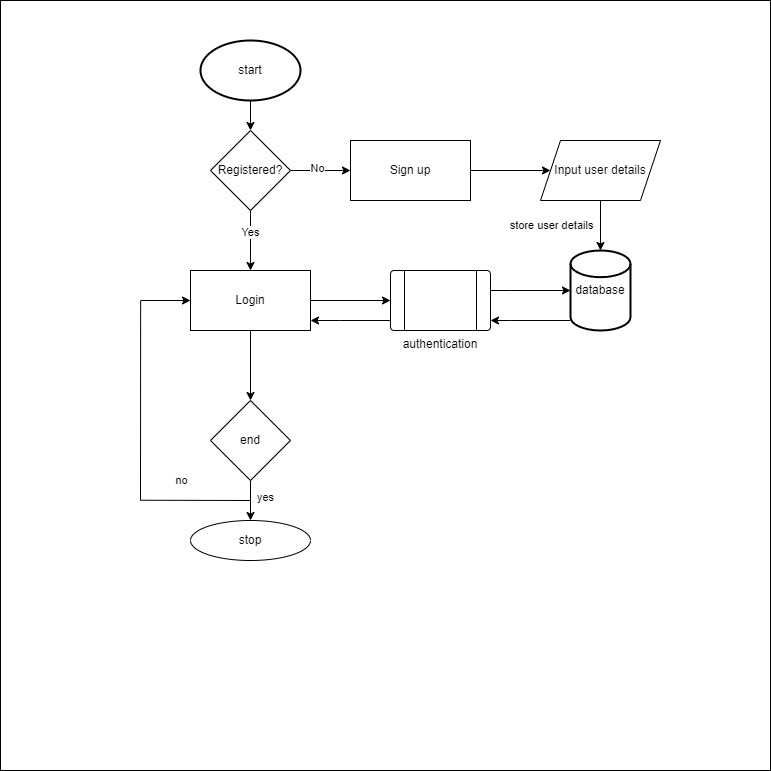 start
Registered?
No
Sign up
Input user details
Yes
store user details
Login
database
authentication
end
no
yes
stop